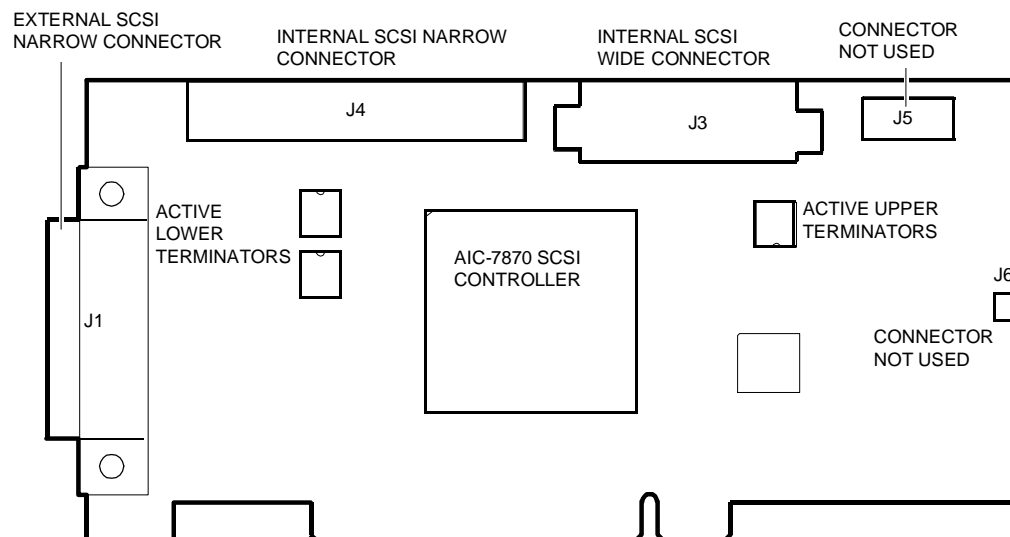 EXTERNAL SCSI
NARROW CONNECTOR
INTERNAL SCSI NARROW
CONNECTOR
INTERNAL SCSI
WIDE CONNECTOR
CONNECTOR
NOT USED
J4
J3
J5
ACTIVE
LOWER
TERMINATORS
ACTIVE UPPER
TERMINATORS
AIC-7870 SCSI
CONTROLLER
J6
J1
CONNECTOR
NOT USED